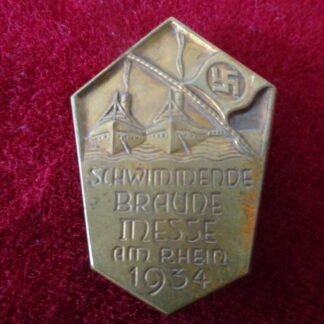 SCHWIMMENDE
BRAUNE
MESSE
AM RHEIN
1934